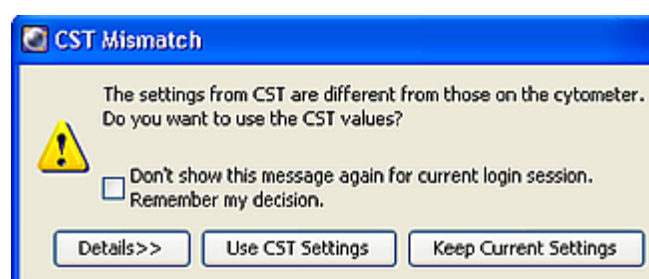 CST Mismatch
The settings from CST are different from those on the cytometer.
Do you want to use the CST values?
Don't show this message again for current login session.
Remember my decision.
Details>> Use CST Settings Keep Current Settings